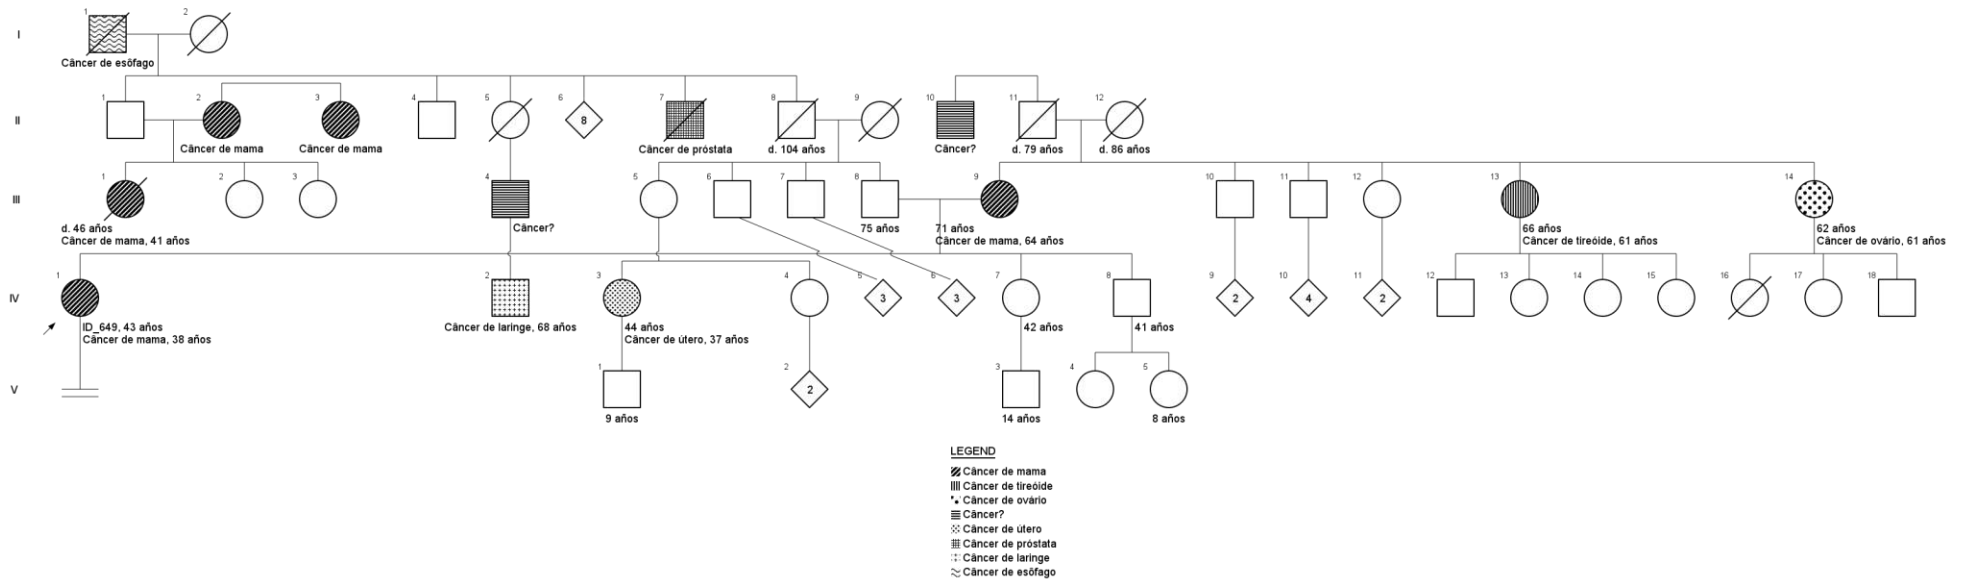 1 2
I
Câncer de esôfago
1 2 3 4 5 6 7 8 9 10 11 12
II 8
Câncer de mama Câncer de mama Câncer de próstata d. 104 años Câncer? d. 79 años d. 86 años
1 2 3 4 5 6 7 8 9 10 11 12 13 14
III
d. 46 años Câncer? 75 años 71 años 66 años 62 años
Câncer de mama, 41 años Câncer de mama, 64 años Câncer de tireóide, 61 años Câncer de ovário, 61 años
1 2 3 4 5 6 7 8 9 10 11 12 13 14 15 16 17 18
IV 3 3 2 4 2
ID_649, 43 años Câncer de laringe, 68 años 44 años 42 años 41 años
Câncer de mama, 38 años Câncer de útero, 37 años
1 2 3 4 5
V 2
9 años 14 años 8 años
LEGEND
Câncer de mama
Câncer de tireóide
Câncer de ovário
Câncer?
Câncer de útero
Câncer de próstata
Câncer de laringe
Câncer de esôfago